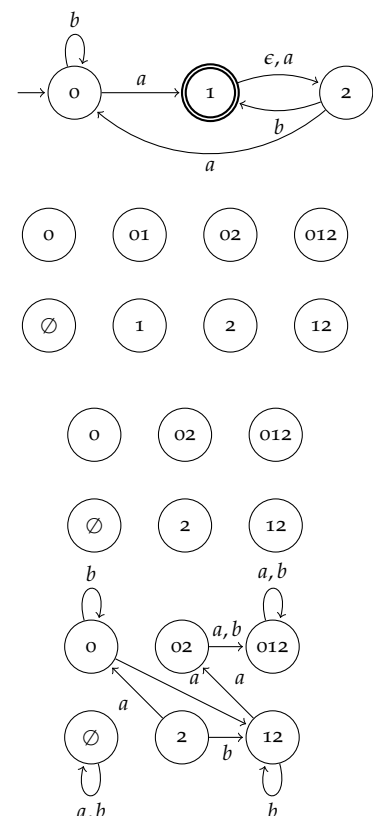 b
ϵ, a
0 a 1 2
b
a
0 01 02 012
∅ 1 2 12
0 02 012
∅ 2 12
b a, b
0 02 a, b 012
a a
a
∅ 2 12
b
a, b b